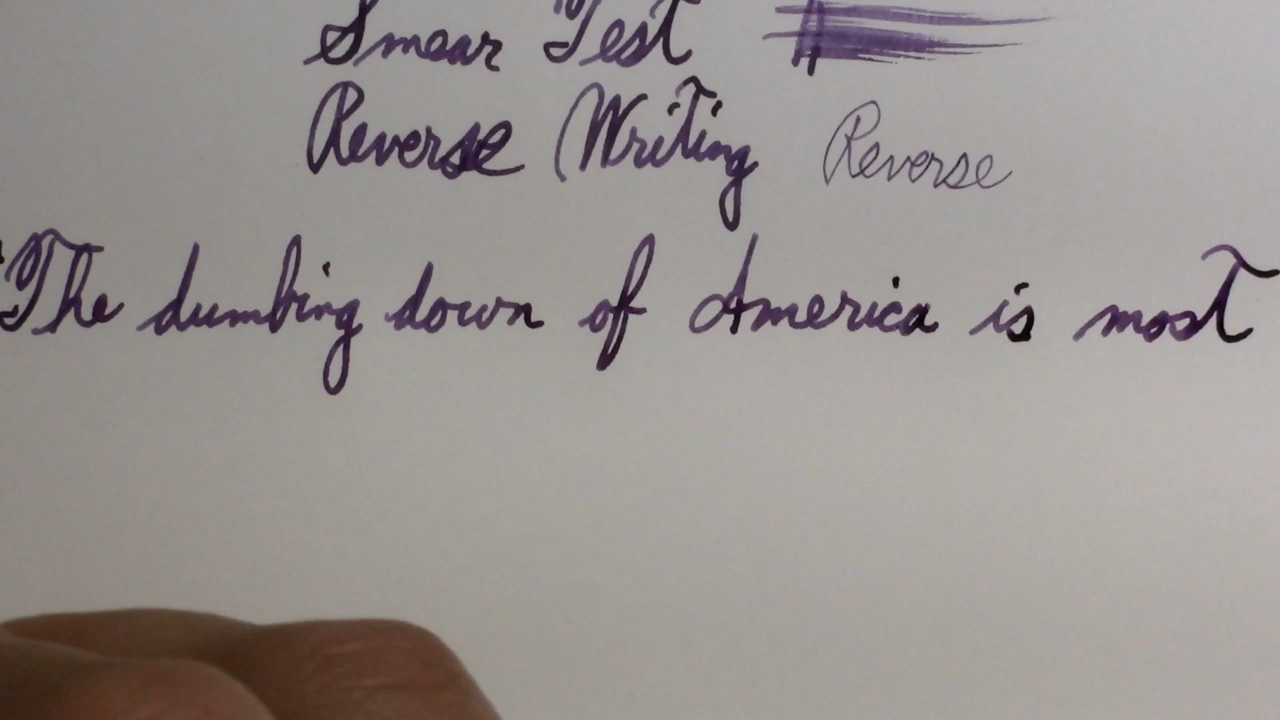 Smear Test
Reverse Writing Reverse
"The dumbing down of America is most